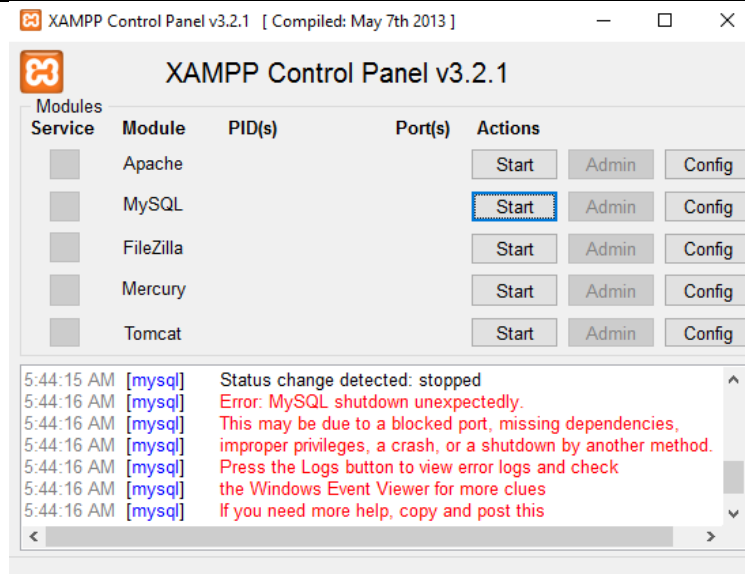 XAMPP Control Panel v3.2.1 [ Compiled: May 7th 2013 ]
XAMPP Control Panel v3.2.1
Modules
Service Module PID(s) Port(s) Actions
Apache Start Admin Config
MySQL Start Admin Config
FileZilla Start Admin Config
Mercury Start Admin Config
Tomcat Start Admin Config
5:44:15 AM [mysql] Status change detected: stopped
5:44:16 AM [mysql] Error: MySQL shutdown unexpectedly.
5:44:16 AM [mysql] This may be due to a blocked port, missing dependencies,
5:44:16 AM [mysql] improper privileges, a crash, or a shutdown by another method.
5:44:16 AM [mysql] Press the Logs button to view error logs and check
5:44:16 AM [mysql] the Windows Event Viewer for more clues
5:44:16 AM [mysql] If you need more help, copy and post this